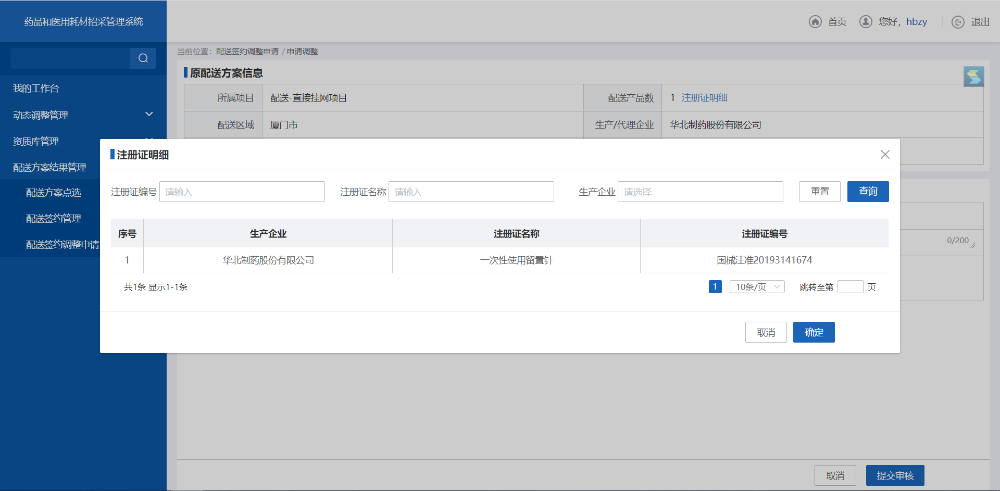 药品和医用耗材招采管理系统
首页
您好，hbzy
退出
当前位置：配送签约调整申请 / 申请调整
我的工作台
动态调整管理
资质库管理
配送方案结果管理
配送方案点选
配送签约管理
配送签约调整申请
原配送方案信息
所属项目 配送-直接挂网项目 配送产品数 1 注册证明细
配送区域 厦门市 生产/代理企业 华北制药股份有限公司
注册证明细
注册证编号 请输入 注册证名称 请输入 生产企业 请选择 重置 查询
序号 生产企业 注册证名称 注册证编号
1 华北制药股份有限公司 一次性使用留置针 国械注准20193141674
共1条 显示1-1条 1 10条/页 跳转至第 页
取消 确定
0/200
取消 提交审核